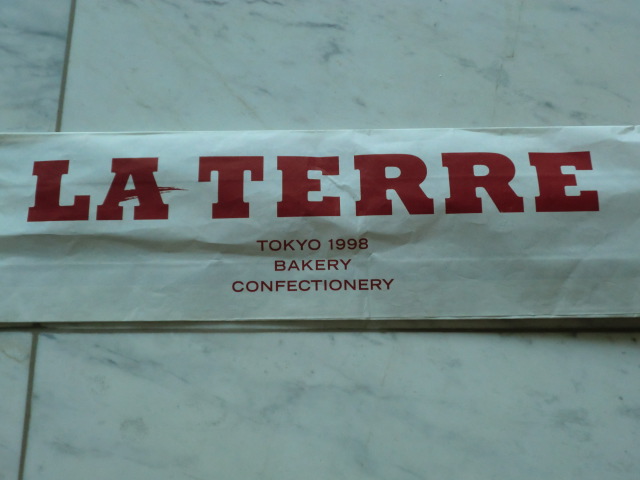 LA TERRE
TOKYO 1998
BAKERY
CONFECTIONERY